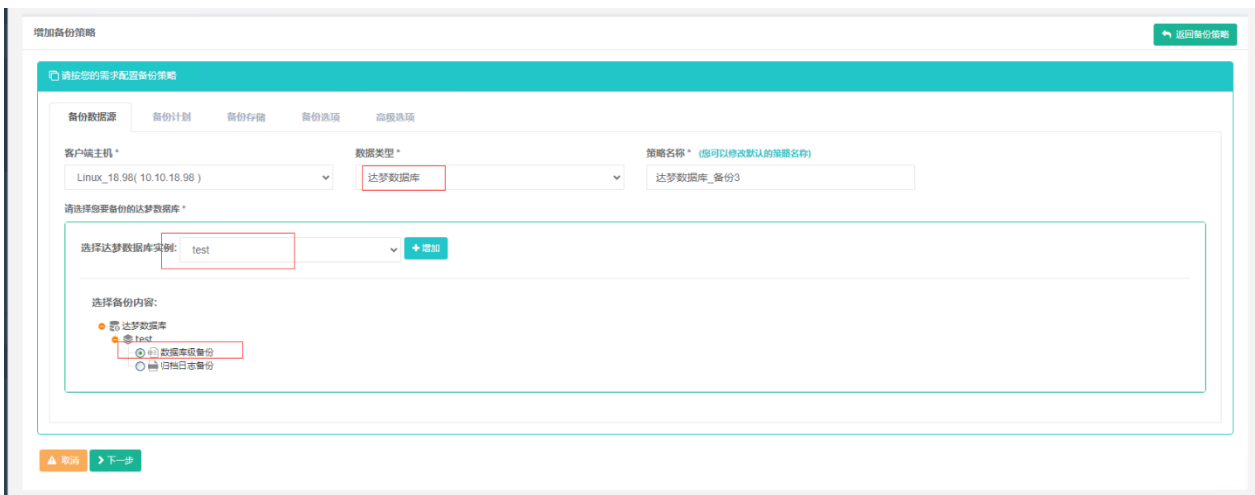 增加备份策略
返回备份策略
请按您的需求配置备份策略
备份数据源 备份计划 备份存储 备份选项 高级选项
客户端主机 * 数据类型 * 策略名称 * (您可以修改默认的策略名称)
Linux_18.98( 10.10.18.98 ) 达梦数据库 达梦数据库_备份3
请选择您要备份的达梦数据库 *
选择达梦数据库实例: test 增加
选择备份内容:
达梦数据库
test
数据库级备份
归档日志备份
取消 下一步